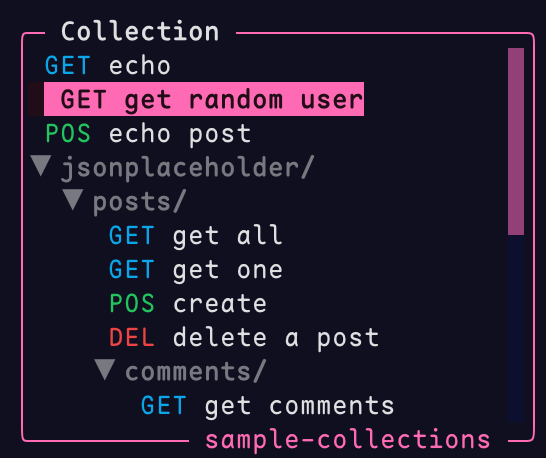 Collection
GET echo
GET get random user
POS echo post
▼ jsonplaceholder/
▼ posts/
GET get all
GET get one
POS create
DEL delete a post
▼ comments/
GET get comments
sample-collections